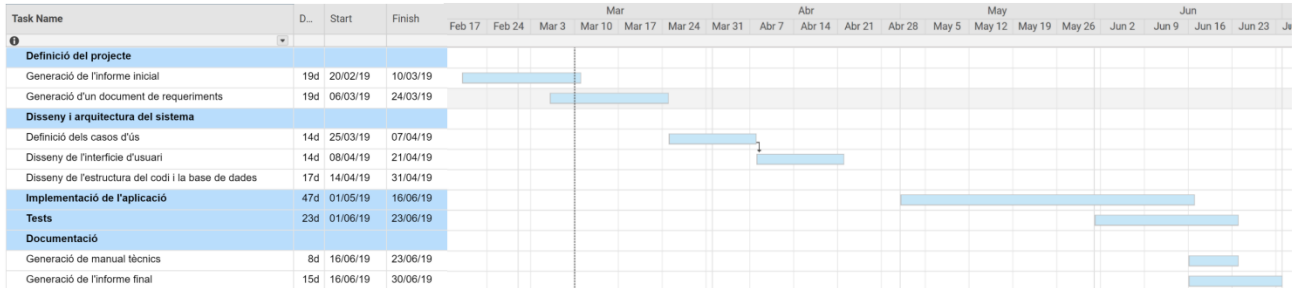 Task Name D... Start Finish Mar Abr May Jun
Feb 17 Feb 24 Mar 3 Mar 10 Mar 17 Mar 24 Mar 31 Abr 7 Abr 14 Abr 21 Abr 28 May 5 May 12 May 19 May 26 Jun 2 Jun 9 Jun 16 Jun 23
Definició del projecte
Generació de l'informe inicial 19d 20/02/19 10/03/19
Generació d'un document de requeriments 19d 06/03/19 24/03/19
Disseny i arquitectura del sistema
Definició dels casos d'ús 14d 25/03/19 07/04/19
Disseny de l'interficie d'usuari 14d 08/04/19 21/04/19
Disseny de l'estructura del codi i la base de dades 17d 14/04/19 31/04/19
Implementació de l'aplicació 47d 01/05/19 16/06/19
Tests 23d 01/06/19 23/06/19
Documentació
Generació de manual tècnics 8d 16/06/19 23/06/19
Generació de l'informe final 15d 16/06/19 30/06/19